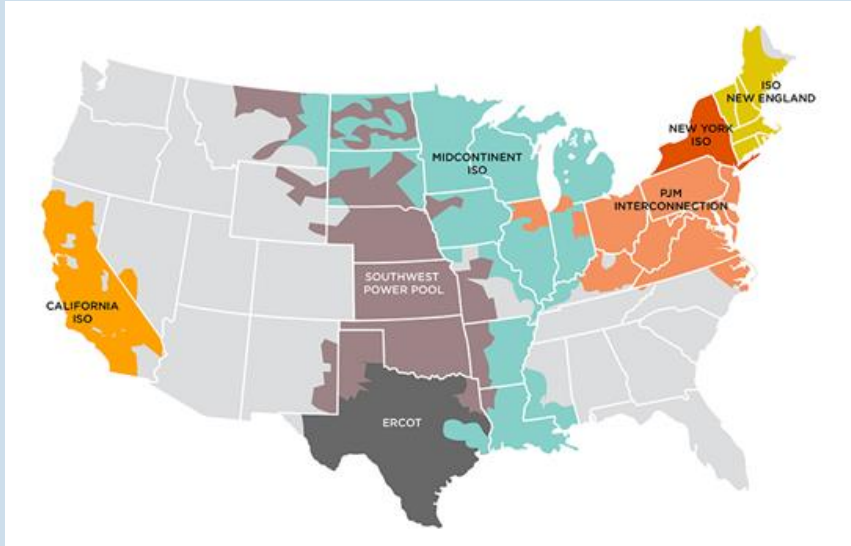 ISO
NEW ENGLAND
NEW YORK
ISO
MIDCONTINENT
ISO
PJM
INTERCONNECTION
SOUTHWEST
POWER POOL
CALIFORNIA
ISO
ERCOT